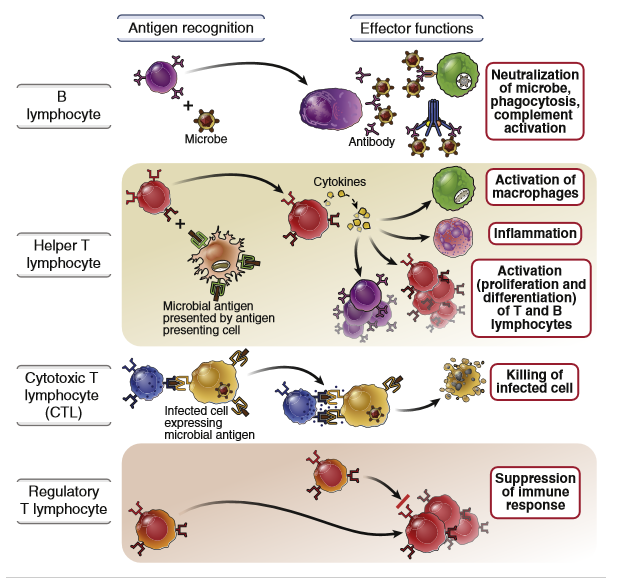 Antigen recognition
Effector functions
B
lymphocyte
Microbe
Antibody
Neutralization
of microbe,
phagocytosis,
complement
activation
Helper T
lymphocyte
Microbial antigen
presented by antigen
presenting cell
Cytokines
Activation of
macrophages
Inflammation
Activation
(proliferation and
differentiation)
of T and B
lymphocytes
Cytotoxic T
lymphocyte
(CTL)
Infected cell
expressing
microbial antigen
Killing of
infected cell
Regulatory
T lymphocyte
Suppression
of immune
response